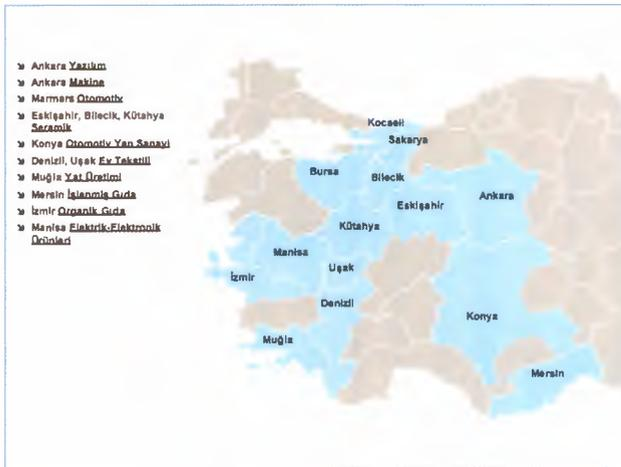 Ankara Yazılım
Ankara Makina
Marmara Otomotiv
Eskişehir, Bilecik, Kütahya
Seramik
Konya Otomotiv Yan Sanayi
Denizli, Uşak Ev Tekstili
Muğla Yat Üretimi
Mersin İşlenmiş Gıda
İzmir Organik Gıda
Manisa Elektrik-Elektronik
Ürünleri
Kocaeli
Sakarya
Bursa
Bilecik
Ankara
Eskişehir
Kütahya
Manisa
Uşak
İzmir
Denizli
Konya
Muğla
Mersin